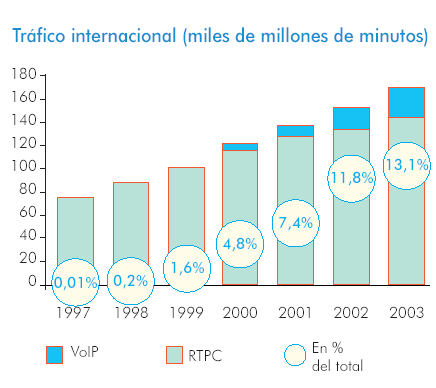 Tráfico internacional (miles de millones de minutos)
180
160
140
120
100
80
60
40
20
0
0,01%
0,2%
1,6%
4,8%
7,4%
11,8%
13,1%
1997 1998 1999 2000 2001 2002 2003
VoIP
RTPC
En %
del total